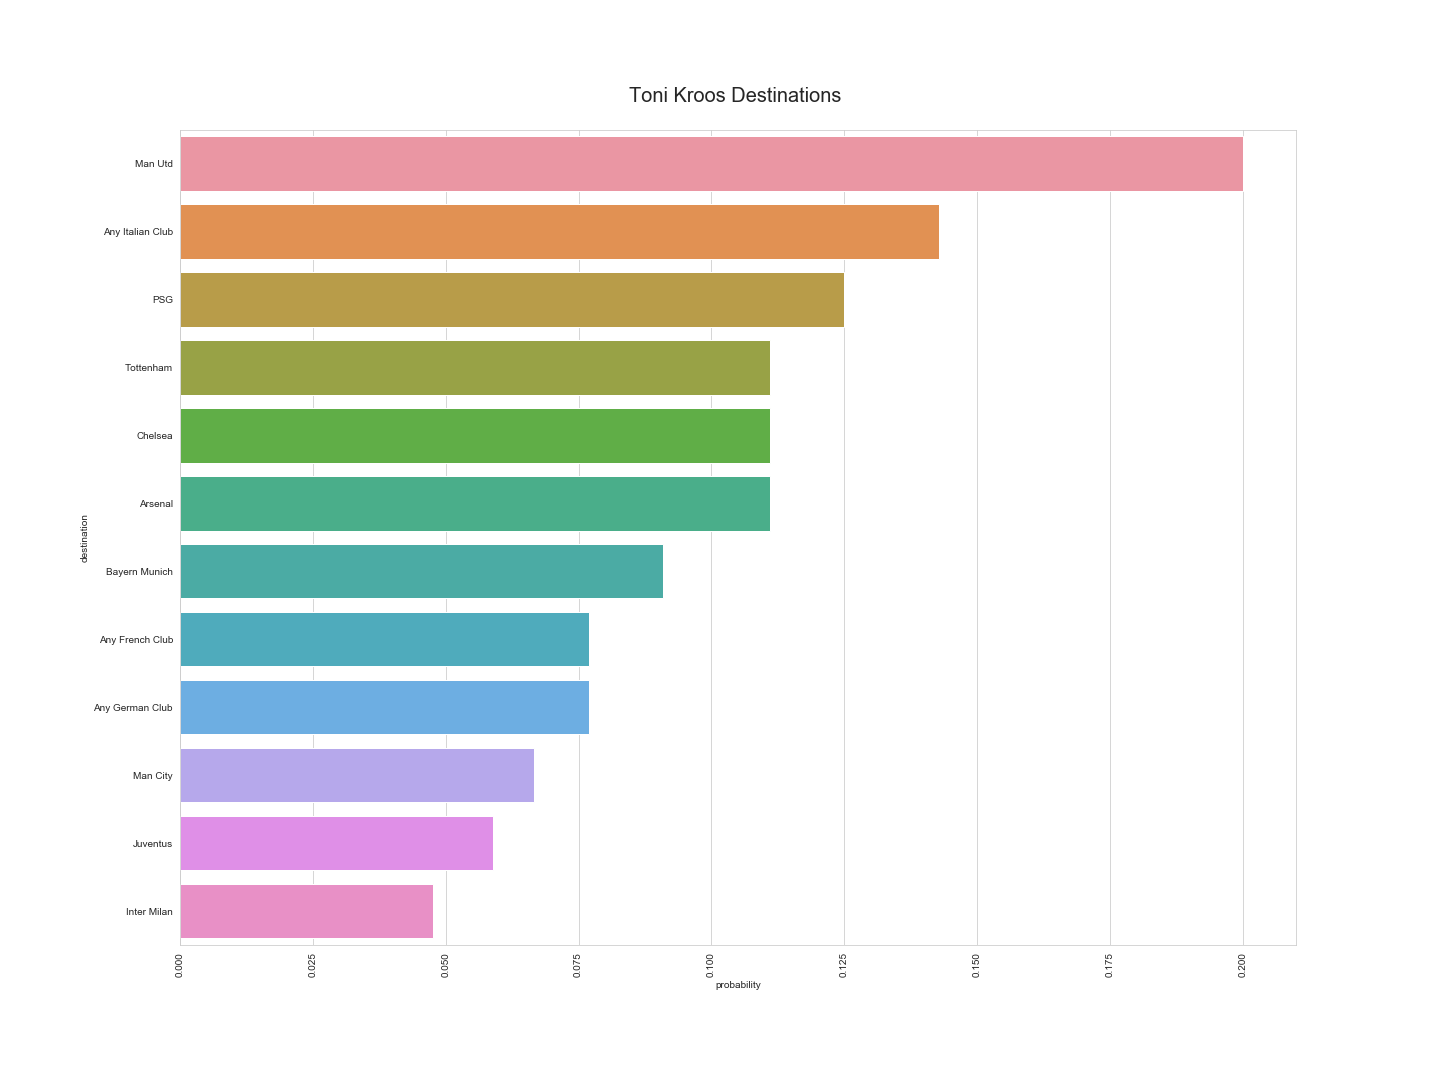 Toni Kroos Destinations
Man Utd
Any Italian Club
PSG
Tottenham
Chelsea
Arsenal
destination
Bayern Munich
Any French Club
Any German Club
Man City
Juventus
Inter Milan
0.000 0.025 0.050 0.075 0.100 0.125 0.150 0.175 0.200
probability